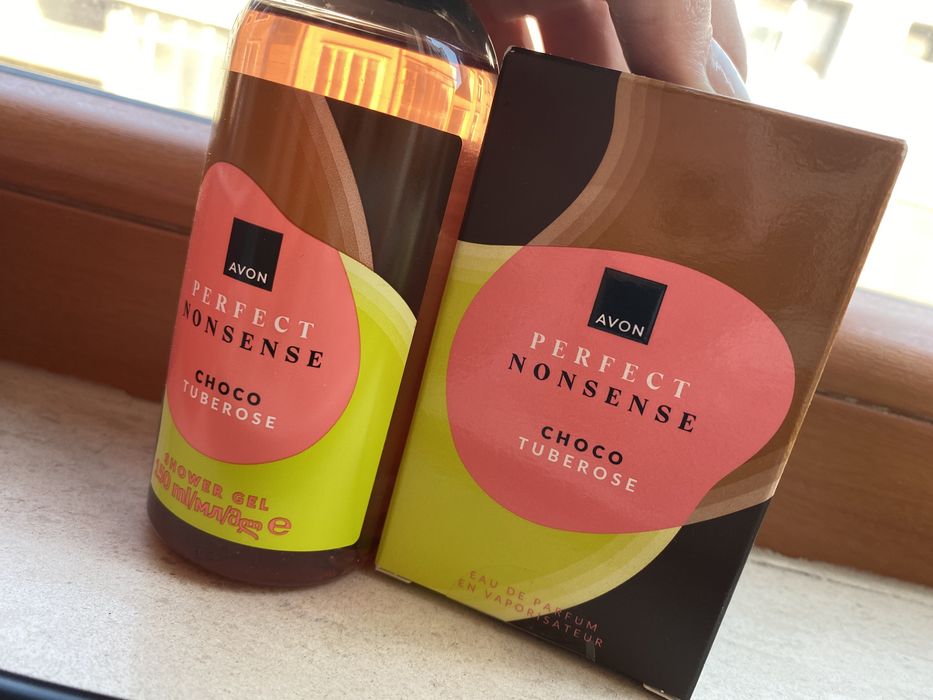 AVON
PERFECT
NONSENSE
CHOCO
TUBEROSE
SHOWER GEL
AVON
PERFECT
NONSENSE
CHOCO
TUBEROSE
EAU DE PARFUM
EN VAPORISATEUR